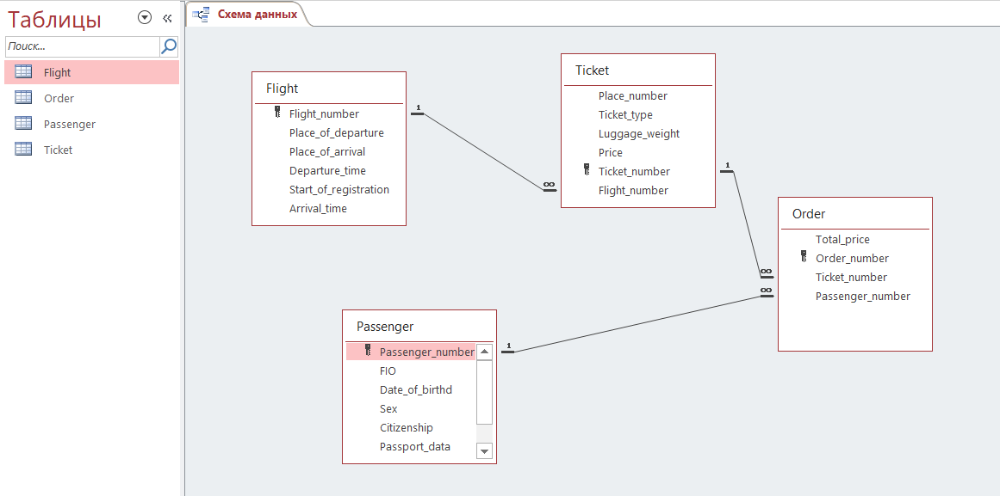 Таблицы
Поиск...
Flight
Order
Passenger
Ticket
Схема данных
Flight
Flight_number
Place_of_departure
Place_of_arrival
Departure_time
Start_of_registration
Arrival_time
1
∞
Ticket
Place_number
Ticket_type
Luggage_weight
Price
Ticket_number
Flight_number
1
∞
Order
Total_price
Order_number
Ticket_number
Passenger_number
∞
Passenger
Passenger_number
FIO
Date_of_birthd
Sex
Citizenship
Passport_data
1